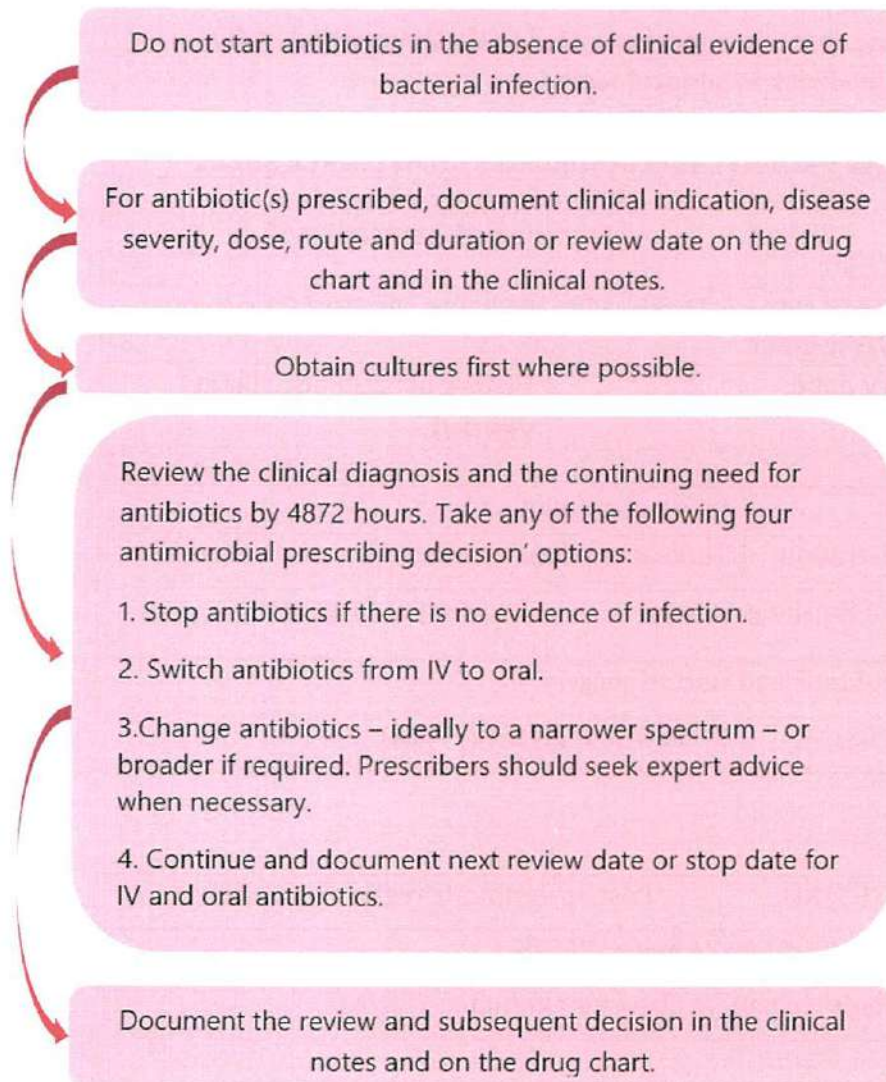 Do not start antibiotics in the absence of clinical evidence of
bacterial infection.
For antibiotic(s) prescribed, document clinical indication, disease
severity, dose, route and duration or review date on the drug
chart and in the clinical notes.
Obtain cultures first where possible.
Review the clinical diagnosis and the continuing need for
antibiotics by 4872 hours. Take any of the following four
antimicrobial prescribing decision’ options:
1. Stop antibiotics if there is no evidence of infection.
2. Switch antibiotics from IV to oral.
3.Change antibiotics – ideally to a narrower spectrum – or
broader if required. Prescribers should seek expert advice
when necessary.
4. Continue and document next review date or stop date for
IV and oral antibiotics.
Document the review and subsequent decision in the clinical
notes and on the drug chart.